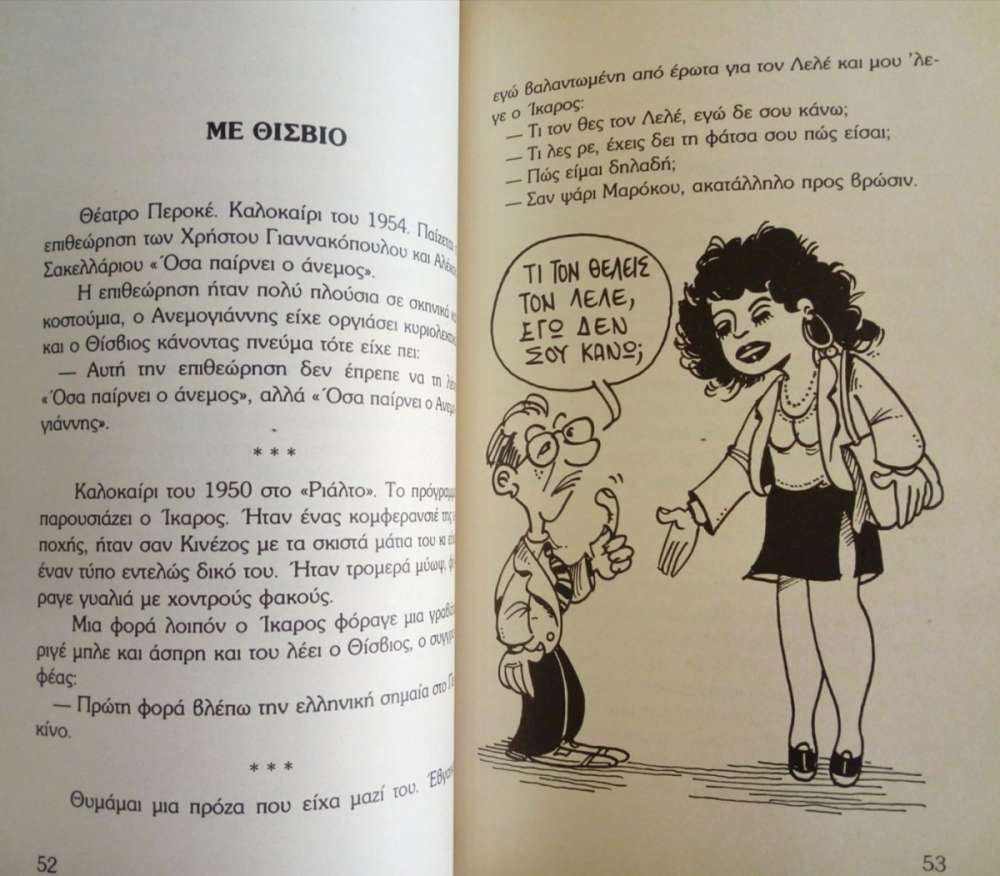 ΜΕ ΘΙΣΒΙΟ
Θέατρο Περοκέ. Καλοκαίρι του 1954. Παίζεται
επιθεώρηση των Χρήστου Γιαννακόπουλου και
Σακελλάριου «Όσα παίρνει ο άνεμος».
Η επιθεώρηση ήταν πολύ πλούσια σε σκηνικά
κοστούμια, ο Ανεμογιάννης είχε οργιάσει
και ο Θίσβιος κάνοντας πνεύμα τότε είχε πει:
— Αυτή την επιθεώρηση δεν έπρεπε να τη
«Όσα παίρνει ο άνεμος», αλλά «Όσα παίρνει ο
γιάννης».
* * *
Καλοκαίρι του 1950 στο «Ριάλτο». Το
παρουσιάζει ο Ίκαρος. Ήταν ένας κομφερανσιέ της
ποχής, ήταν σαν Κινέζος με τα σκιστά μάτια του κι
έναν τύπο εντελώς δικό του. Ήταν τρομερά μύωψ,
ραγε γυαλιά με χοντρούς φακούς.
Μια φορά λοιπόν ο Ίκαρος φόραγε μια
ριγέ μπλε και άσπρη και του λέει ο Θίσβιος, ο
φέας:
— Πρώτη φορά βλέπω την ελληνική σημαία στο
κίνο.
* * *
Θυμάμαι μια πρόζα που είχα μαζί του.
52
εγώ βαλαντωμένη από έρωτα για τον Λελέ και μου 'λε-
γε ο Ίκαρος:
— Τι τον θες τον Λελέ, εγώ δε σου κάνω;
— Τι λες ρε, έχεις δει τη φάτσα σου πώς είσαι;
— Πώς είμαι δηλαδή;
— Σαν ψάρι Μαρόκου, ακατάλληλο προς βρώσιν.
ΤΙ ΤΟΝ ΘΕΛΕΙΣ
ΤΟΝ ΛΕΛΕ,
ΕΓΩ ΔΕΝ
ΣΟΥ ΚΑΝΩ;
53